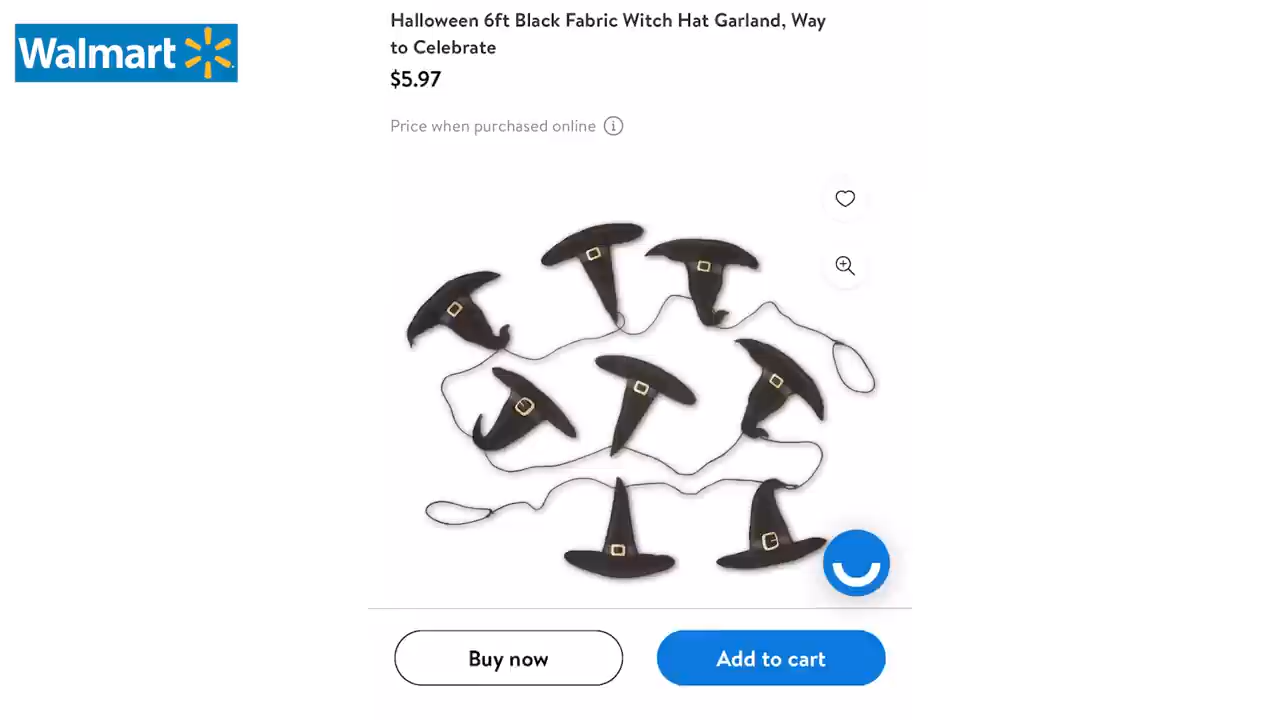 Walmart
Halloween 6ft Black Fabric Witch Hat Garland, Way
to Celebrate
$5.97
Price when purchased online
Buy now
Add to cart